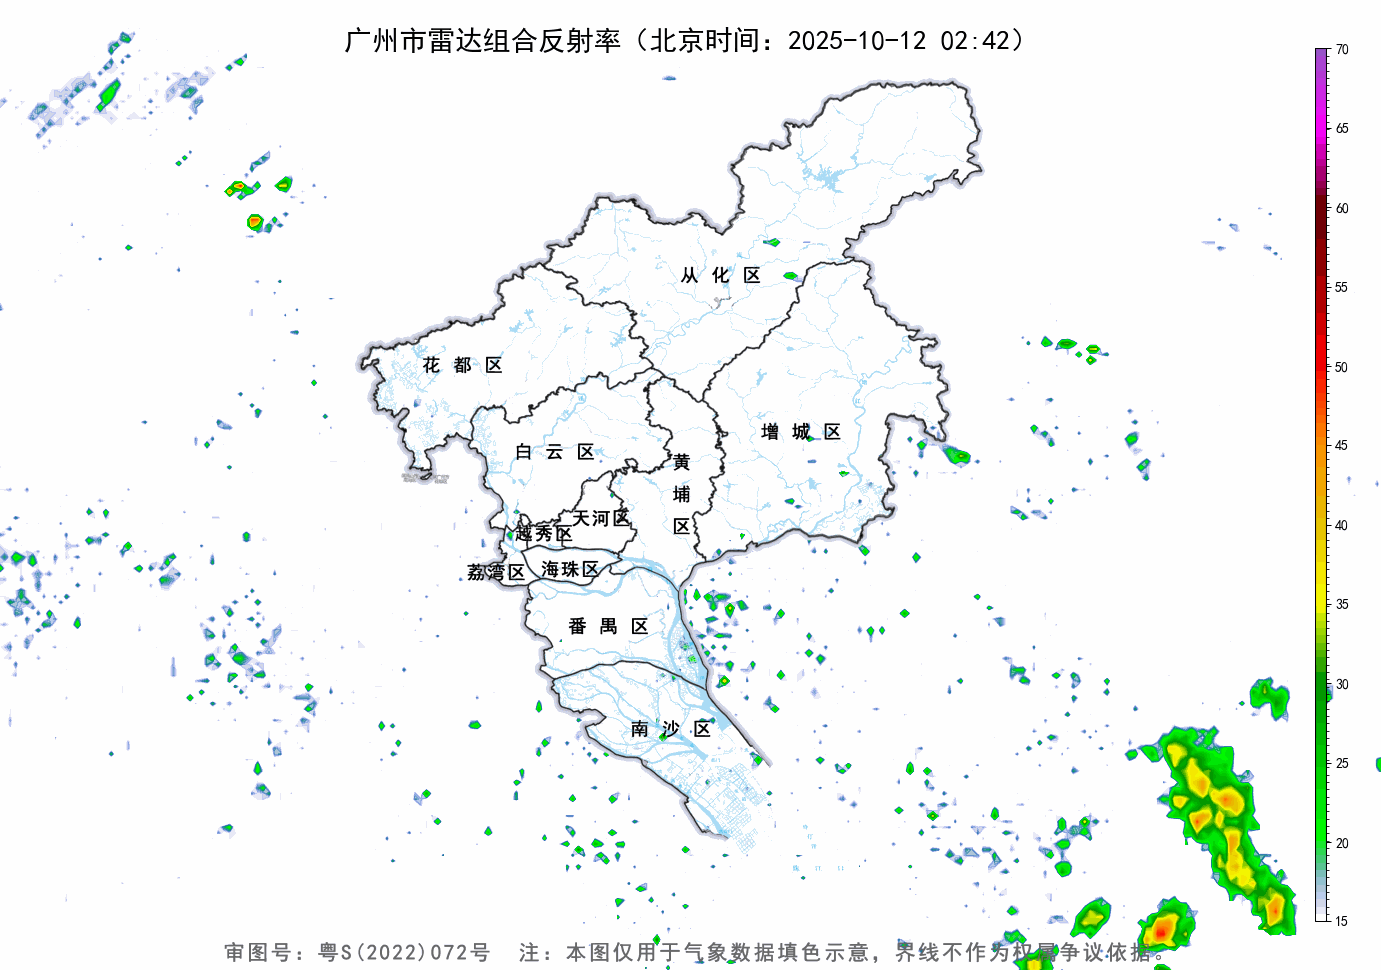 广州市雷达组合反射率（北京时间：2025-10-12 02:42）
70
65
60
55
50
45
40
35
30
25
20
15
从化区
花都区
增城区
白云区
黄埔区
天河区
越秀区
荔湾区
海珠区
番禺区
南沙区
审图号：粤S(2022)072号 注：本图仅用于气象数据填色示意，界线不作为权属争议依据。